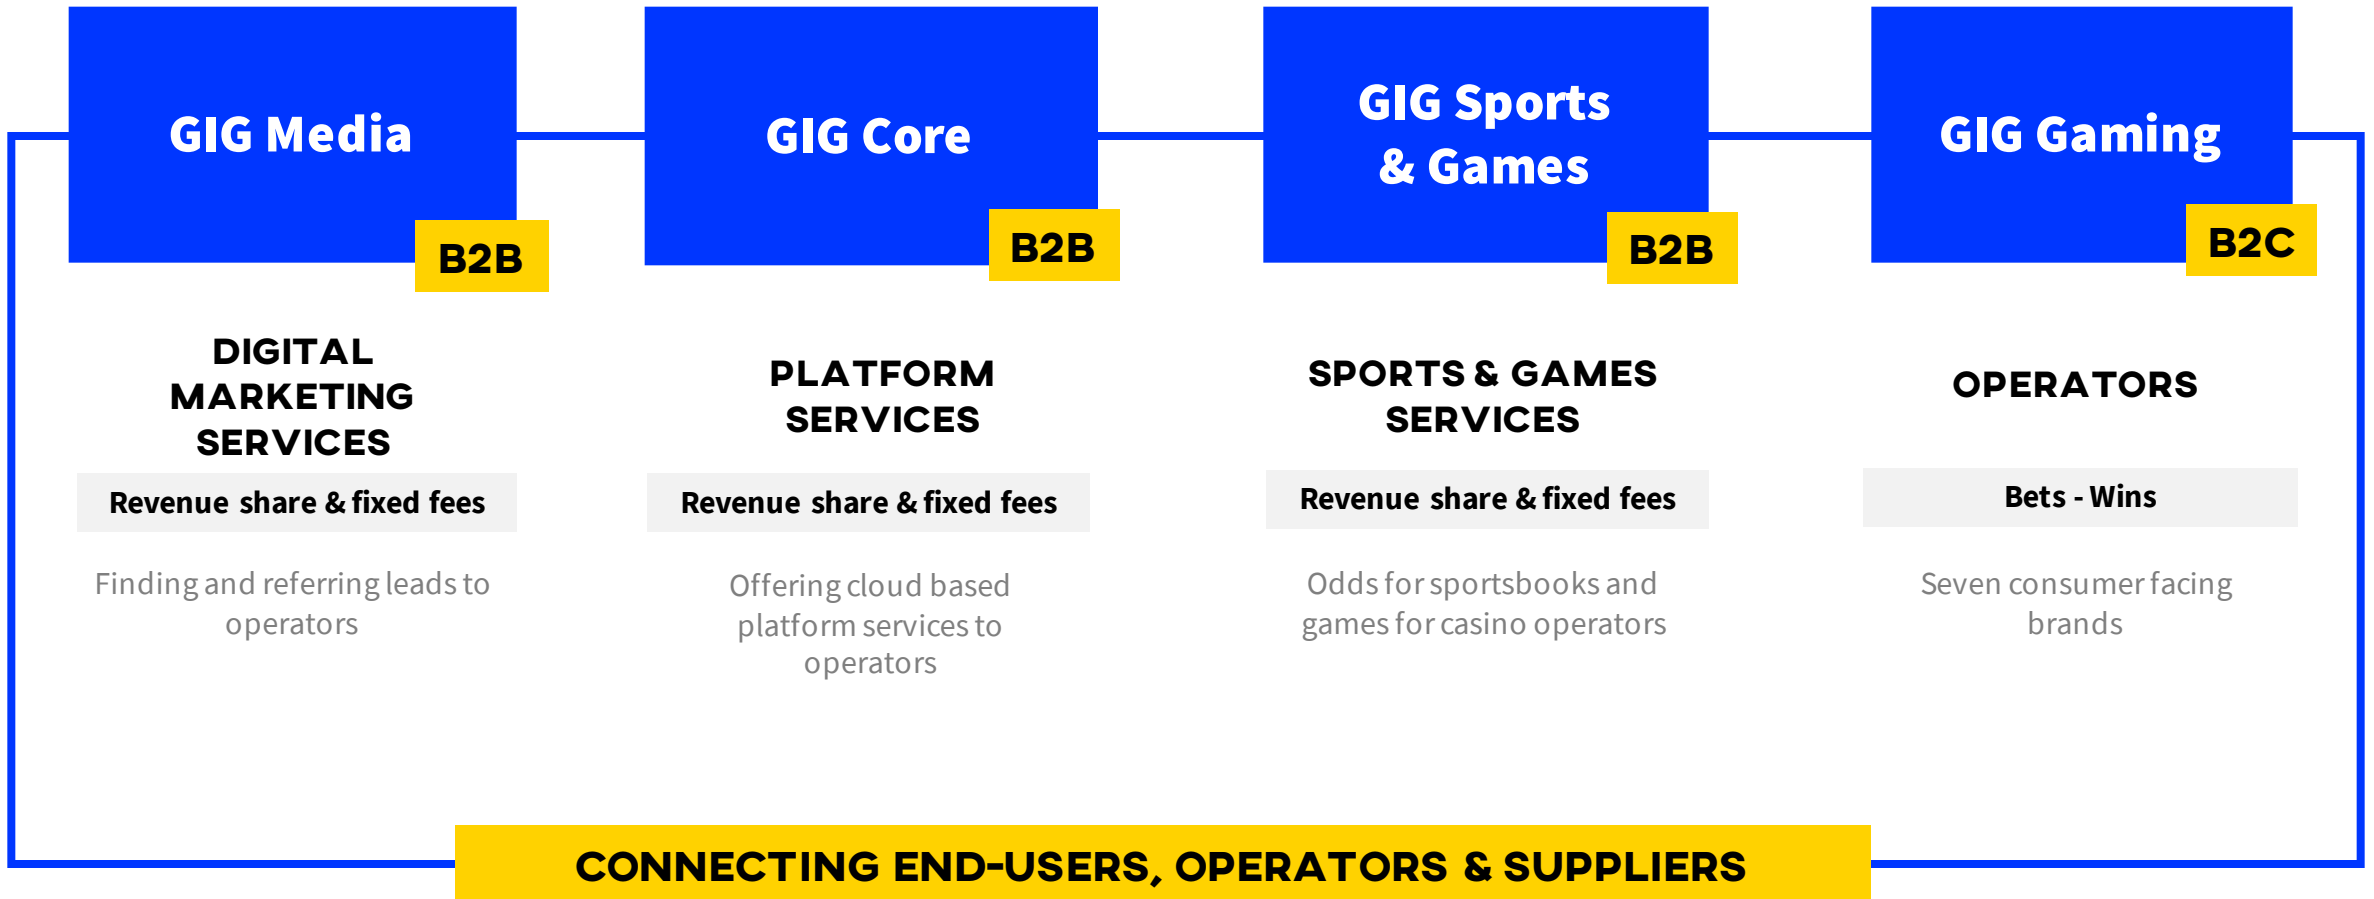 GIG Media
B2B
DIGITAL
MARKETING
SERVICES
Revenue share & fixed fees
Finding and referring leads to
operators
GIG Core
B2B
PLATFORM
SERVICES
Revenue share & fixed fees
Offering cloud based
platform services to
operators
GIG Sports
& Games
B2B
SPORTS & GAMES
SERVICES
Revenue share & fixed fees
Odds for sportsbooks and
games for casino operators
GIG Gaming
B2C
OPERATORS
Bets - Wins
Seven consumer facing
brands
CONNECTING END-USERS, OPERATORS & SUPPLIERS